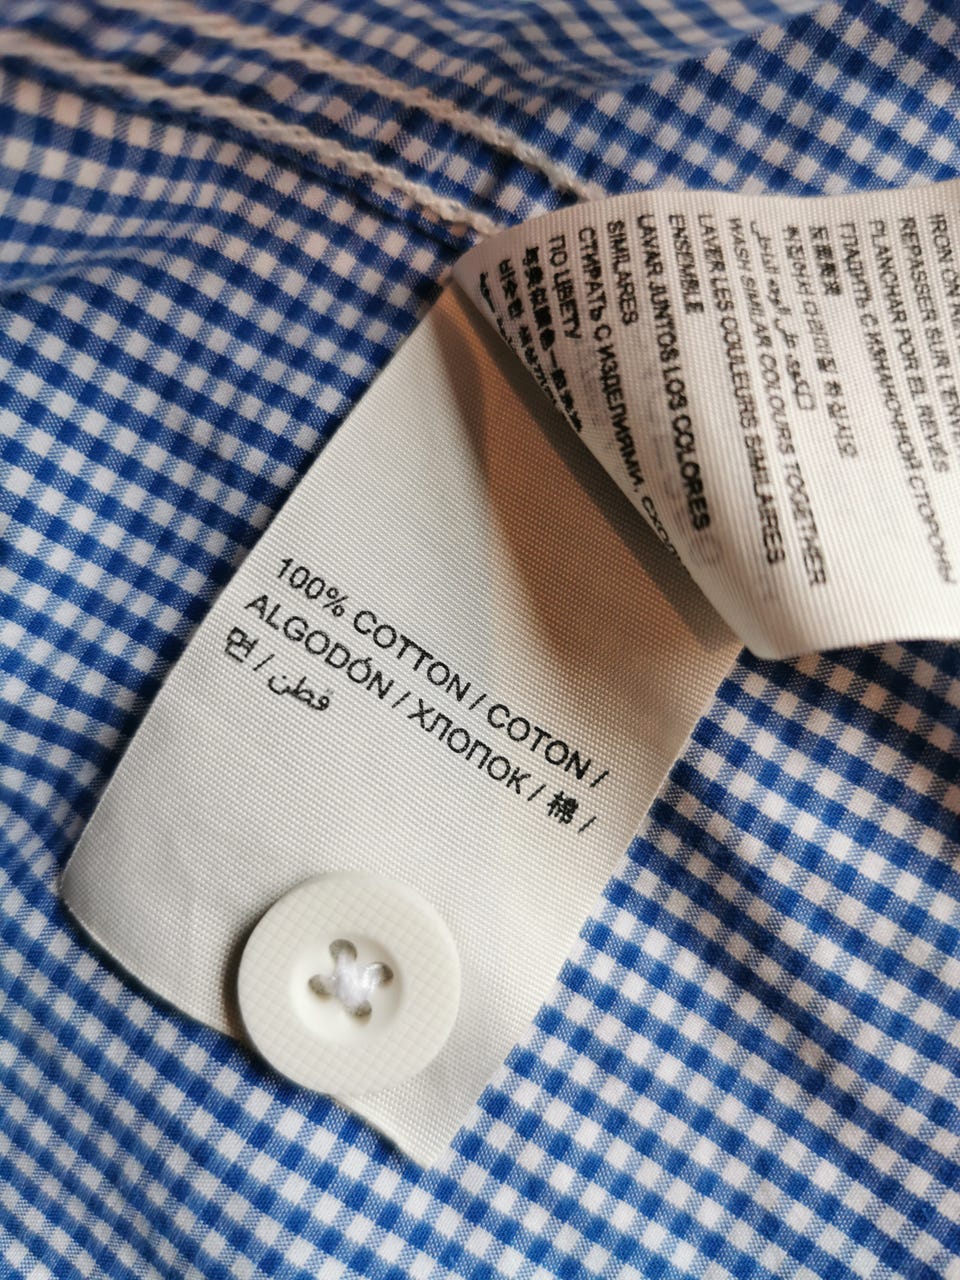 100% COTTON / COTON /
ALGODÓN / ХЛОПОК / 棉 /
면 / قطن
IRON ON
REPASSER SUR L'EN
PLANCHAR POR EL REVÉS
ГЛАДИТЬ С ИЗНАНОЧНОЙ СТОРОНЫ
WASH SIMILAR COLOURS TOGETHER
LAVER LES COULEURS SIMILAIRES
ENSEMBLE
LAVAR JUNTOS LOS COLORES
SIMILARES
СТИРАТЬ С ИЗДЕЛИЯМИ,
ПО ЦВЕТУ